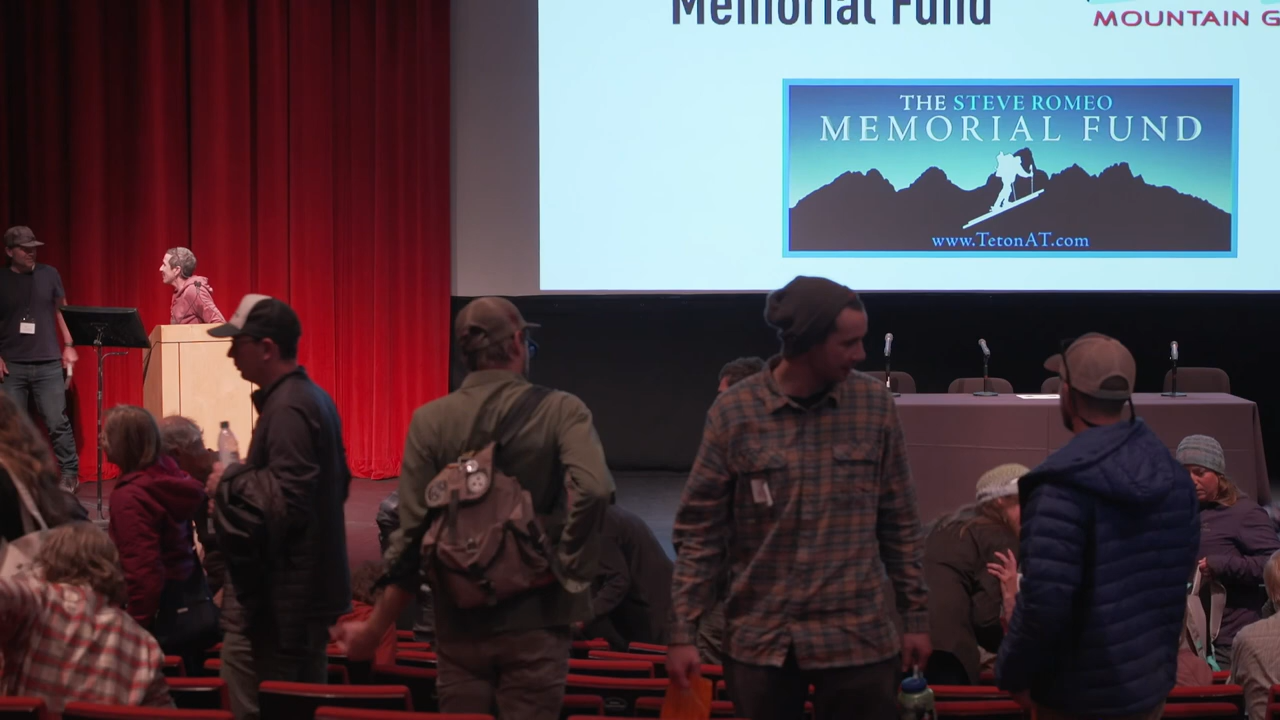 Memorial Fund
MOUNTAIN G
THE STEVE ROMEO
MEMORIAL FUND
www.TetonAT.com